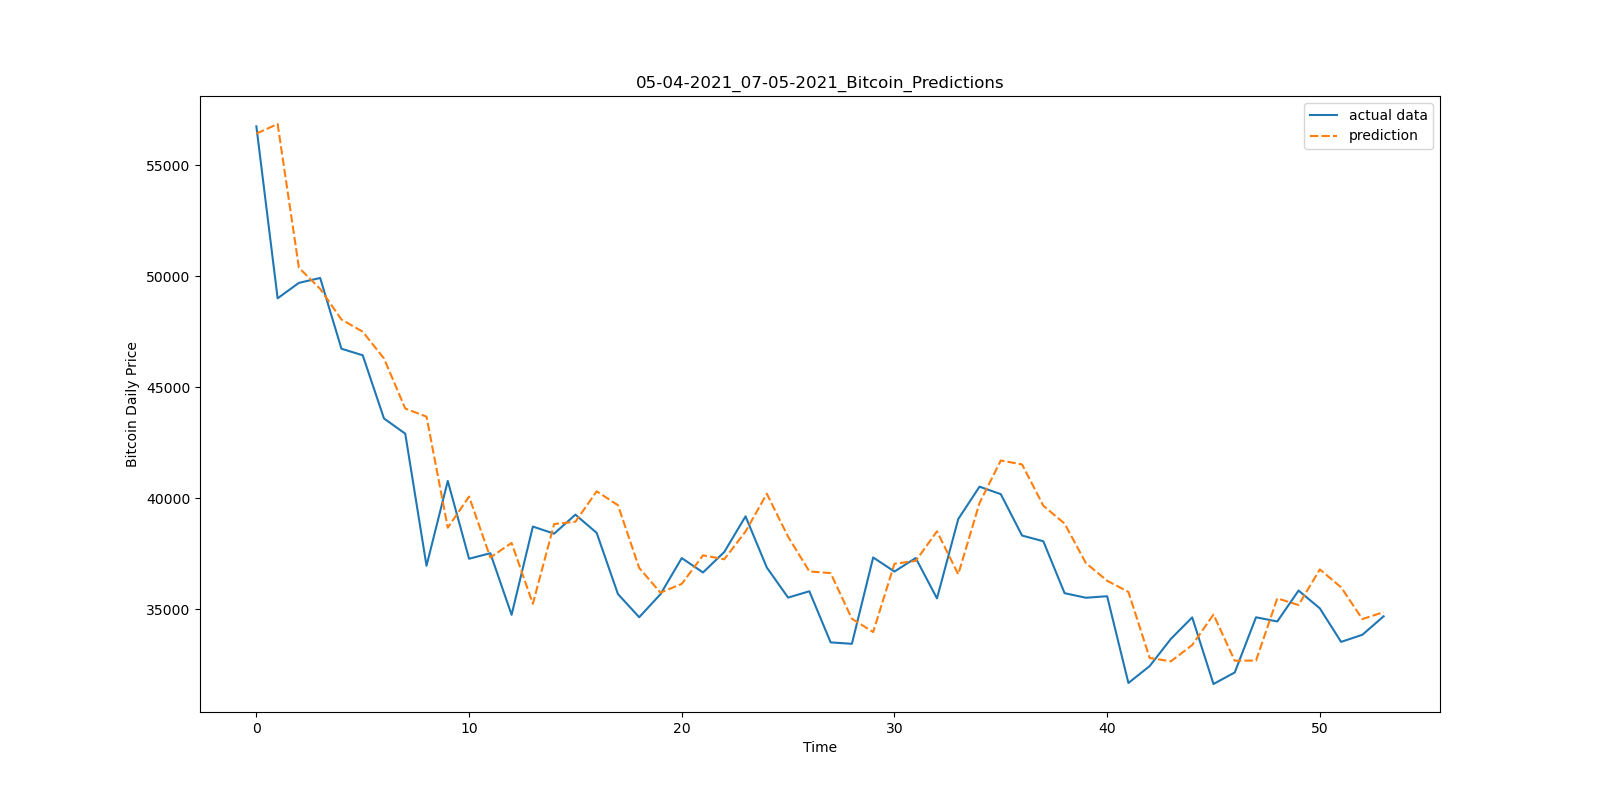 05-04-2021_07-05-2021_Bitcoin_Predictions
actual data
prediction
55000
50000
45000
40000
35000
Bitcoin Daily Price
0 10 20 30 40 50
Time